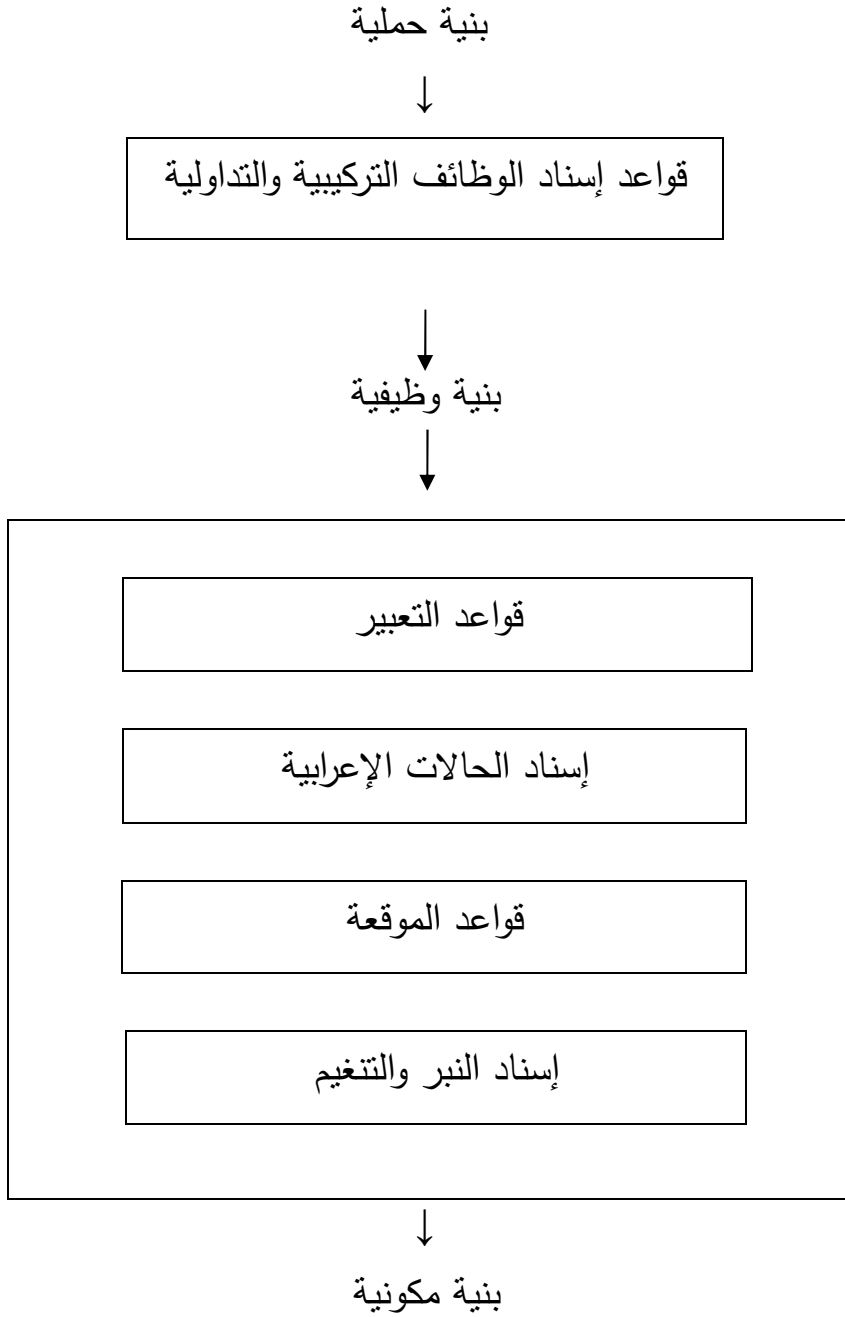 بنية حملية
↓
قواعد إسناد الوظائف التركيبية والتداولية
بنية وظيفية
قواعد التعبير
إسناد الحالات الإعرابية
قواعد الموقعة
إسناد النبر والتنغيم
↓
بنية مكونية